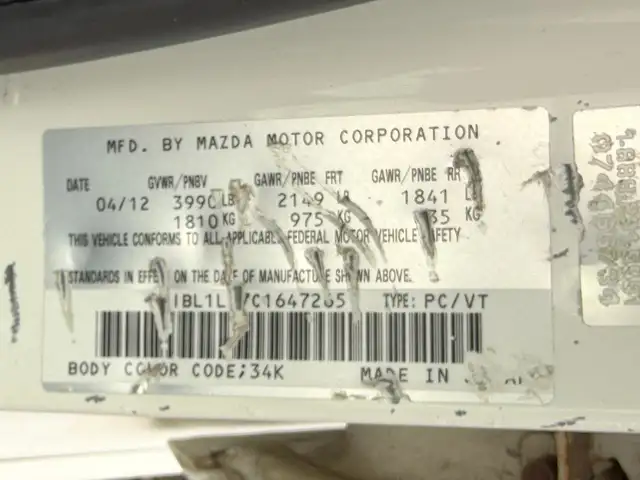 MFD. BY MAZDA MOTOR CORPORATION
DATE GVWR/PNBV GAWR/PNBE FRT GAWR/PNBE RR
04/12 3990 LB 2149 LB 1841
1810 KG 975 KG KG
THIS VEHICLE CONFORMS TO ALL APPLICABLE FEDERAL MOTOR VEHICLE SAFETY
STANDARDS IN EFFECT ON THE DATE OF MANUFACTURE SHOWN ABOVE.
TYPE: PC/VT
BODY COLOR CODE;34K MADE IN